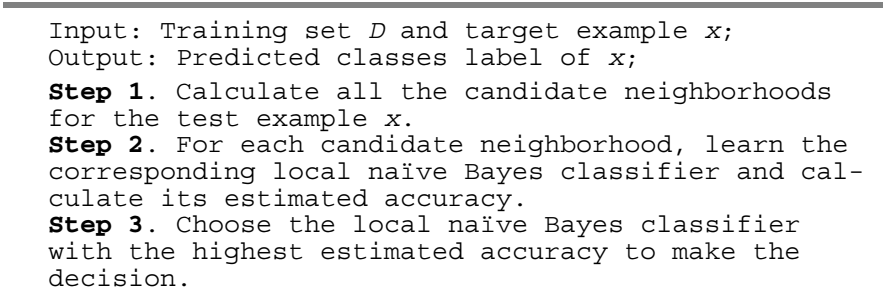 Input: Training set D and target example x;
Output: Predicted classes label of x;
Step 1. Calculate all the candidate neighborhoods
for the test example x.
Step 2. For each candidate neighborhood, learn the
corresponding local naïve Bayes classifier and cal-
culate its estimated accuracy.
Step 3. Choose the local naïve Bayes classifier
with the highest estimated accuracy to make the
decision.